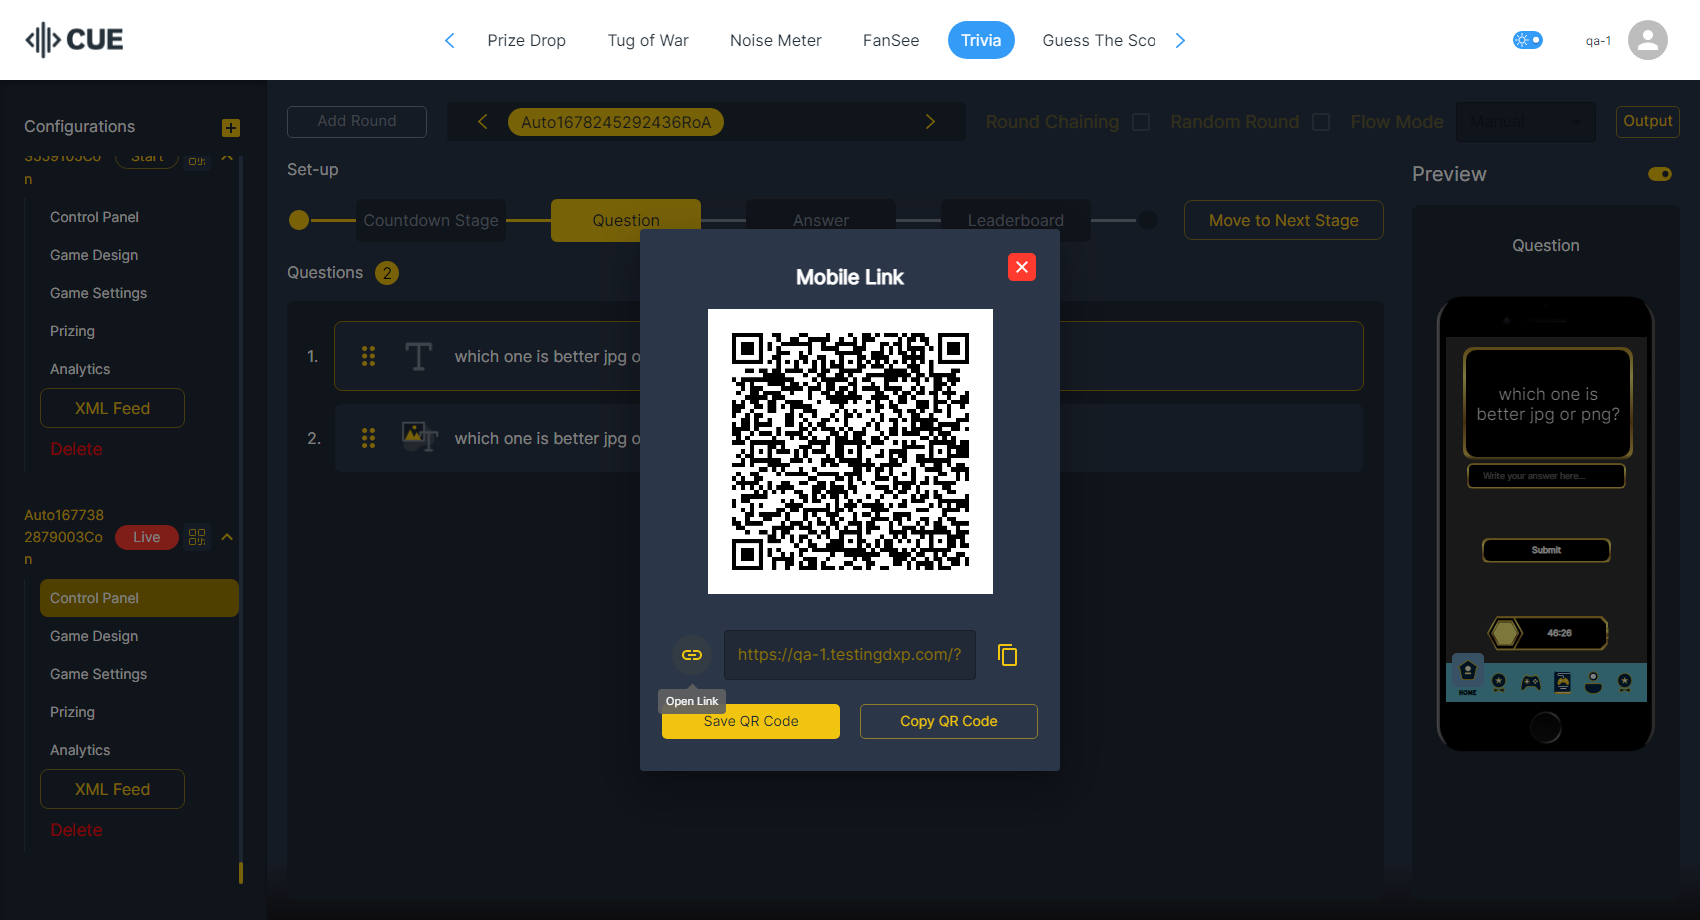 CUE
Prize Drop
Tug of War
Noise Meter
FanSee
Trivia
Guess The Sco
qa-1
Configurations
Start
n
Control Panel
Game Design
Game Settings
Prizing
Analytics
XML Feed
Delete
Auto167738
2879003Co
n
Live
Control Panel
Game Design
Game Settings
Prizing
Analytics
XML Feed
Delete
Add Round
Auto1678245292436RoA
Round Chaining
Random Round
Flow Mode
Manual
Output
Set-up
Countdown Stage
Question
Answer
Leaderboard
Move to Next Stage
Questions 2
1. which one is better jpg o
2. which one is better jpg o
Mobile Link
https://qa-1.testingdxp.com/?
Open Link
Save QR Code
Copy QR Code
Preview
Question
which one is
better jpg or png?
Write your answer here...
Submit
46:26
HOME